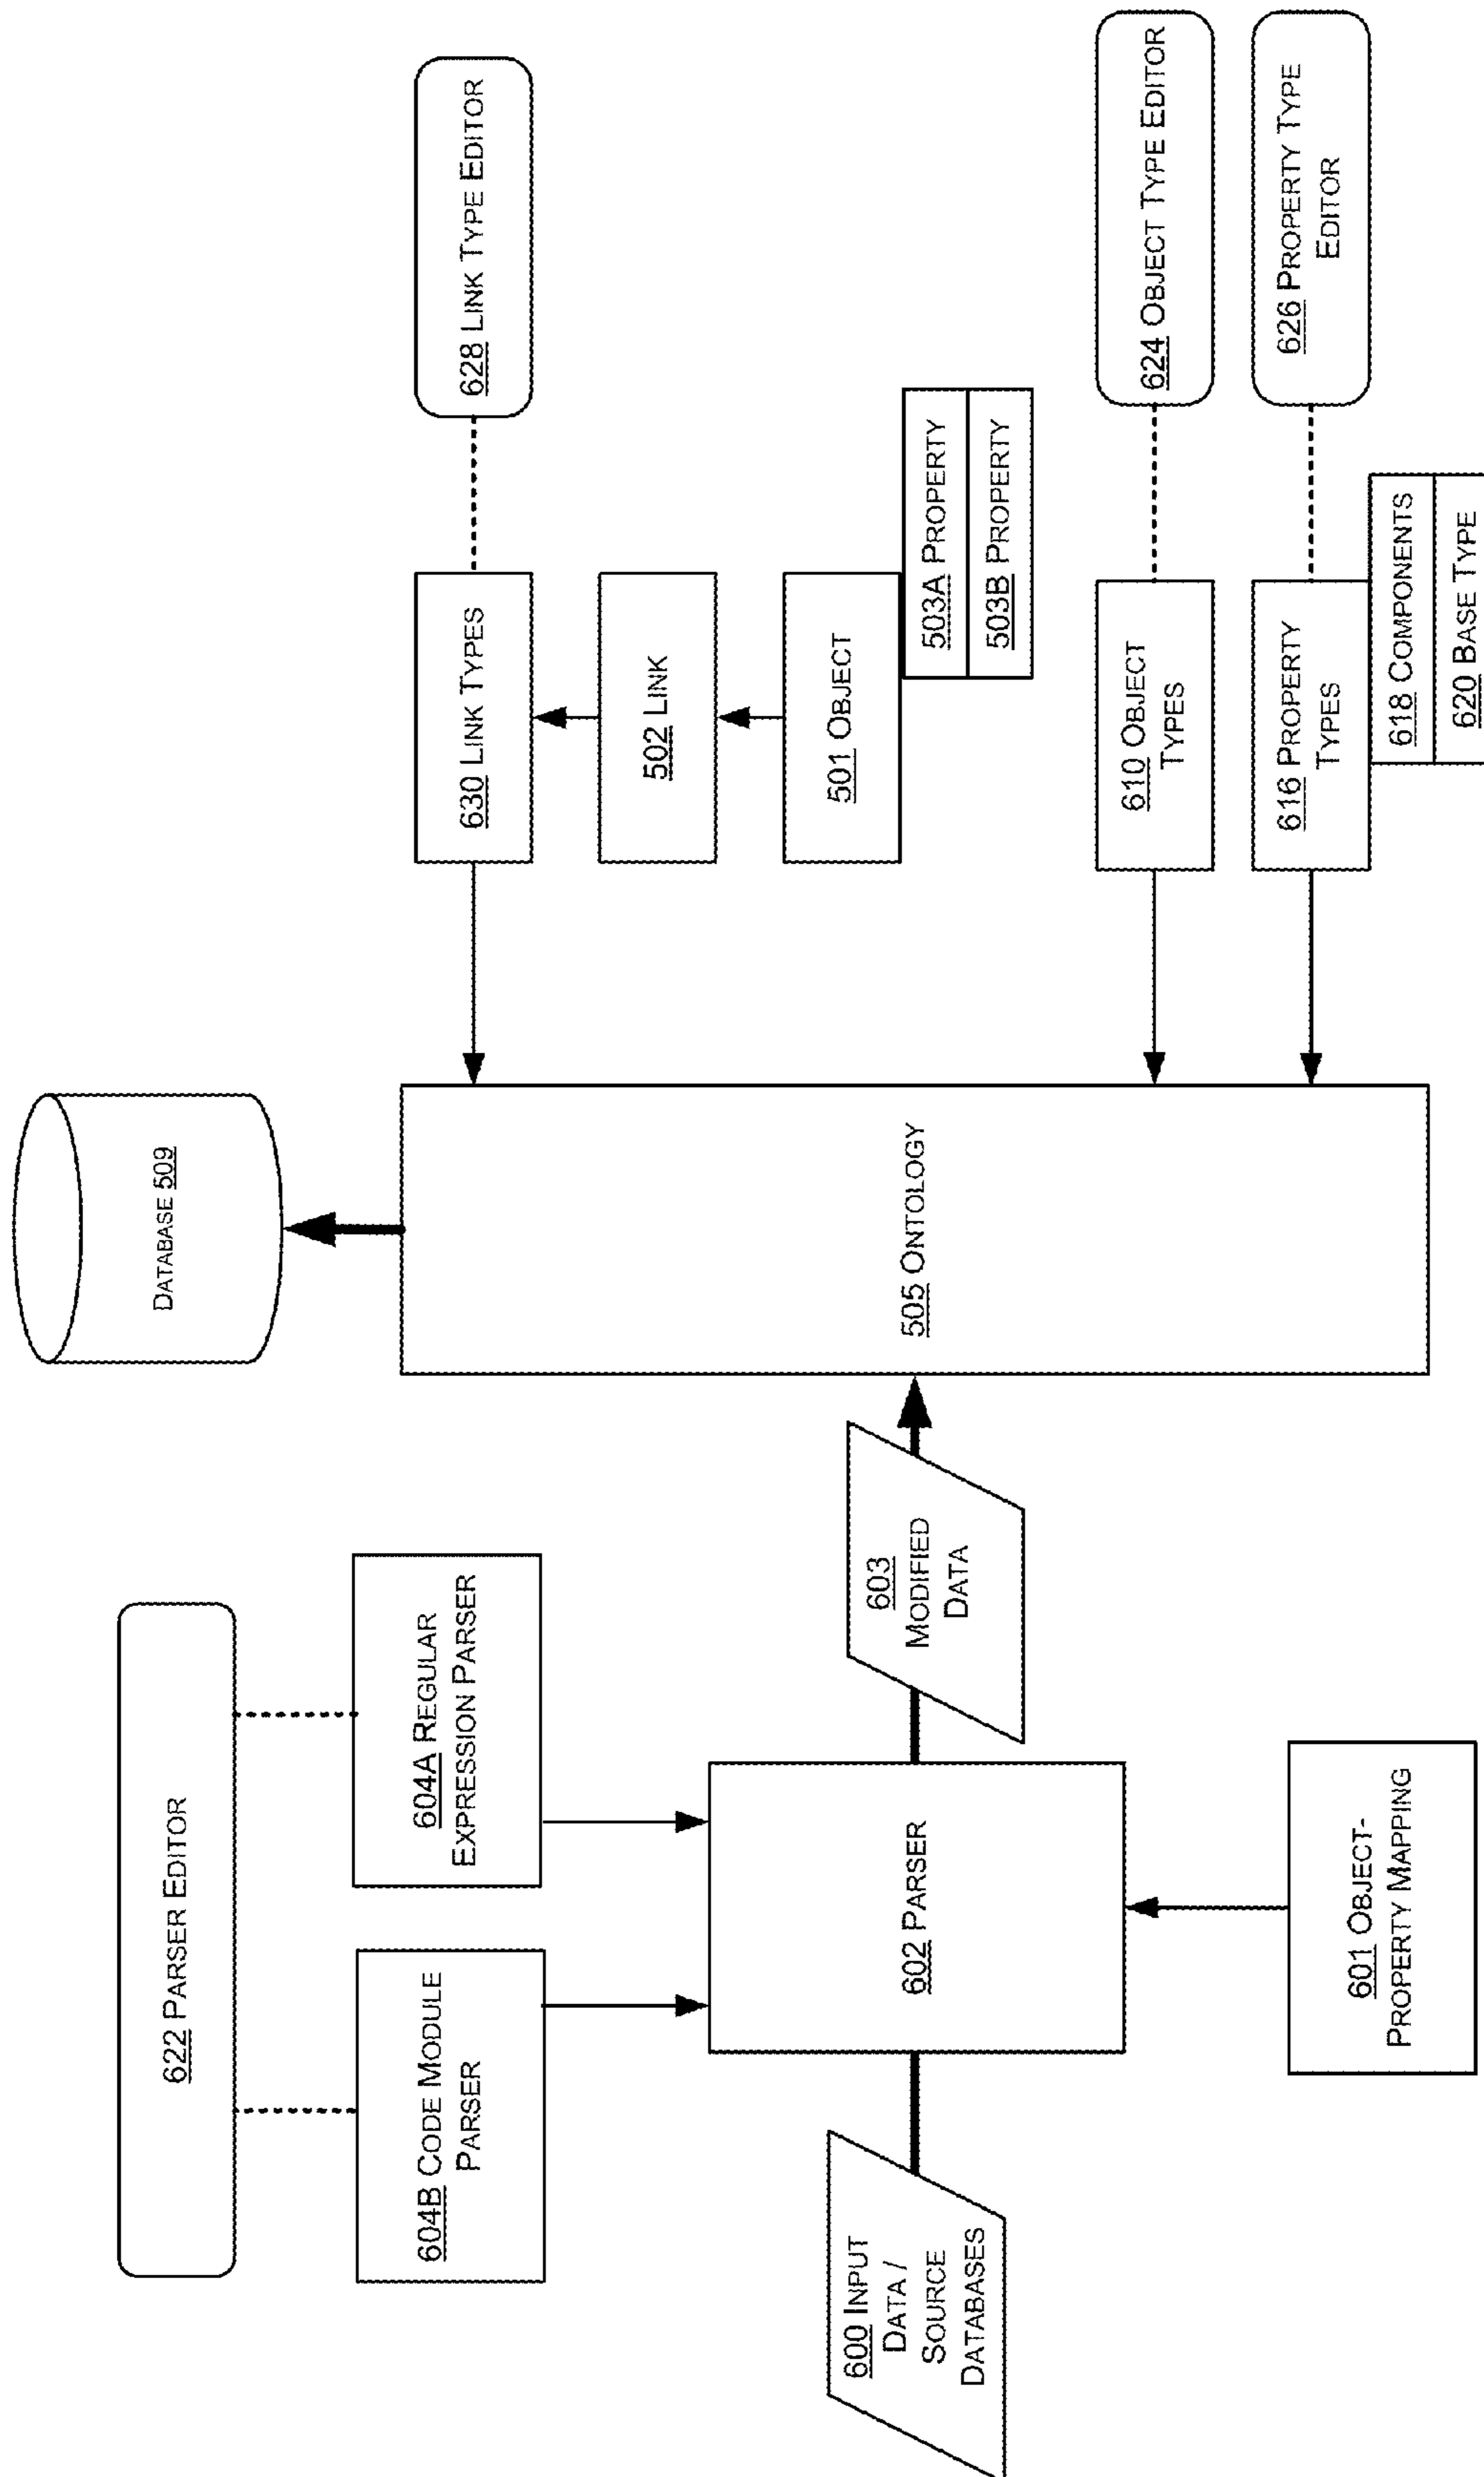 622 PARSER EDITOR
604B CODE MODULE
PARSER
604A REGULAR
EXPRESSION PARSER
600 INPUT
DATA /
SOURCE
DATABASES
602 PARSER
603
MODIFIED
DATA
601 OBJECT-
PROPERTY MAPPING
DATABASE 509
505 ONTOLOGY
630 LINK TYPES
628 LINK TYPE EDITOR
502 LINK
501 OBJECT
503A PROPERTY
503B PROPERTY
610 OBJECT
TYPES
624 OBJECT TYPE EDITOR
616 PROPERTY
TYPES
626 PROPERTY TYPE
EDITOR
618 COMPONENTS
620 BASE TYPE